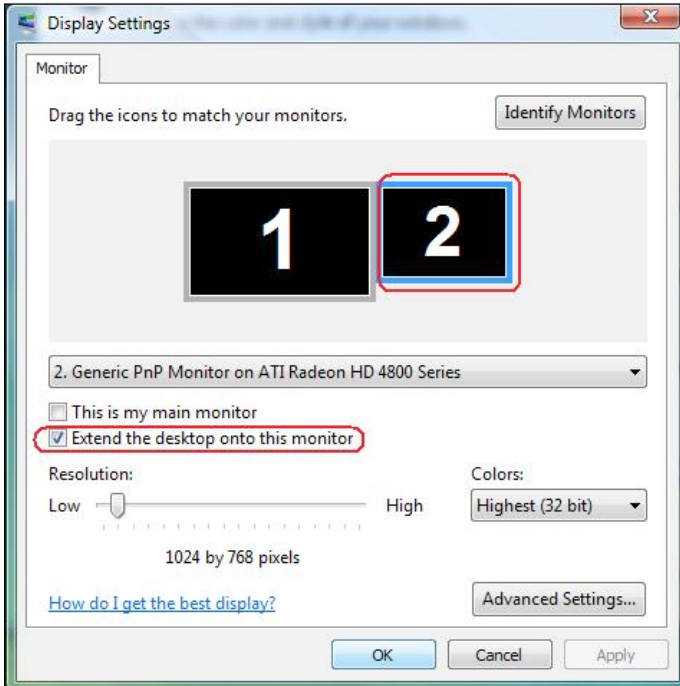 Display Settings
Monitor
Drag the icons to match your monitors.
Identify Monitors
1
2
2. Generic PnP Monitor on ATI Radeon HD 4800 Series
This is my main monitor
Extend the desktop onto this monitor
Resolution:
Colors:
Low
High
Highest (32 bit)
1024 by 768 pixels
How do I get the best display?
Advanced Settings...
OK
Cancel
Apply